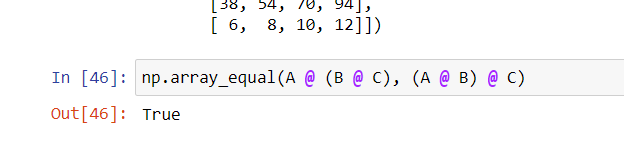 [38, 54, 70, 94],
[ 6,  8, 10, 12]])
In [46]: np.array_equal(A @ (B @ C), (A @ B) @ C)
Out[46]: True